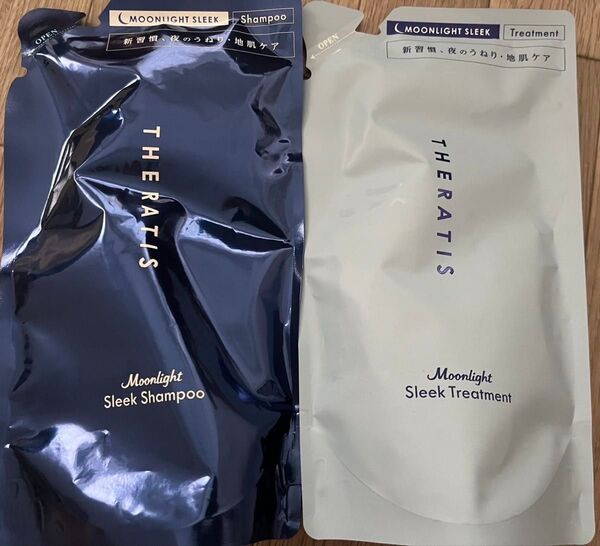 MOONLIGHT SLEEK Shampoo
新習慣、夜のうねり・地肌ケア
OPEN
THERATIS
Moonlight
Sleek Shampoo
MOONLIGHT SLEEK Treatment
新習慣、夜のうねり・地肌ケア
OPEN
THERATIS
Moonlight
Sleek Treatment